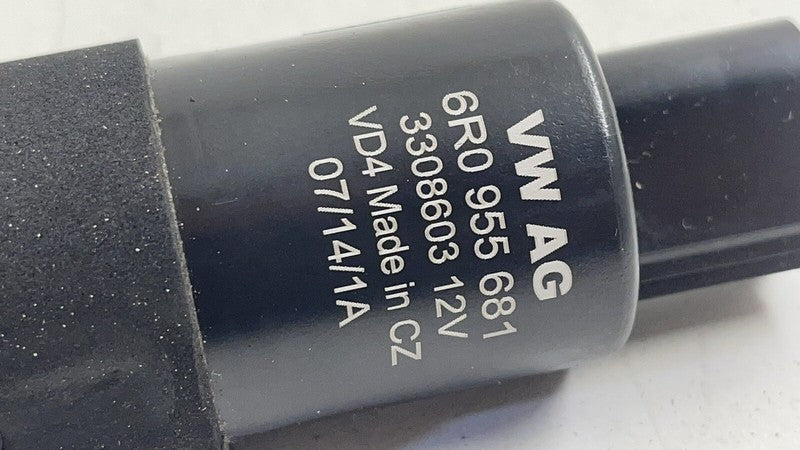 VW AG
6R0 955 681
3308603 12V
VD4 Made in CZ
07/14/1A